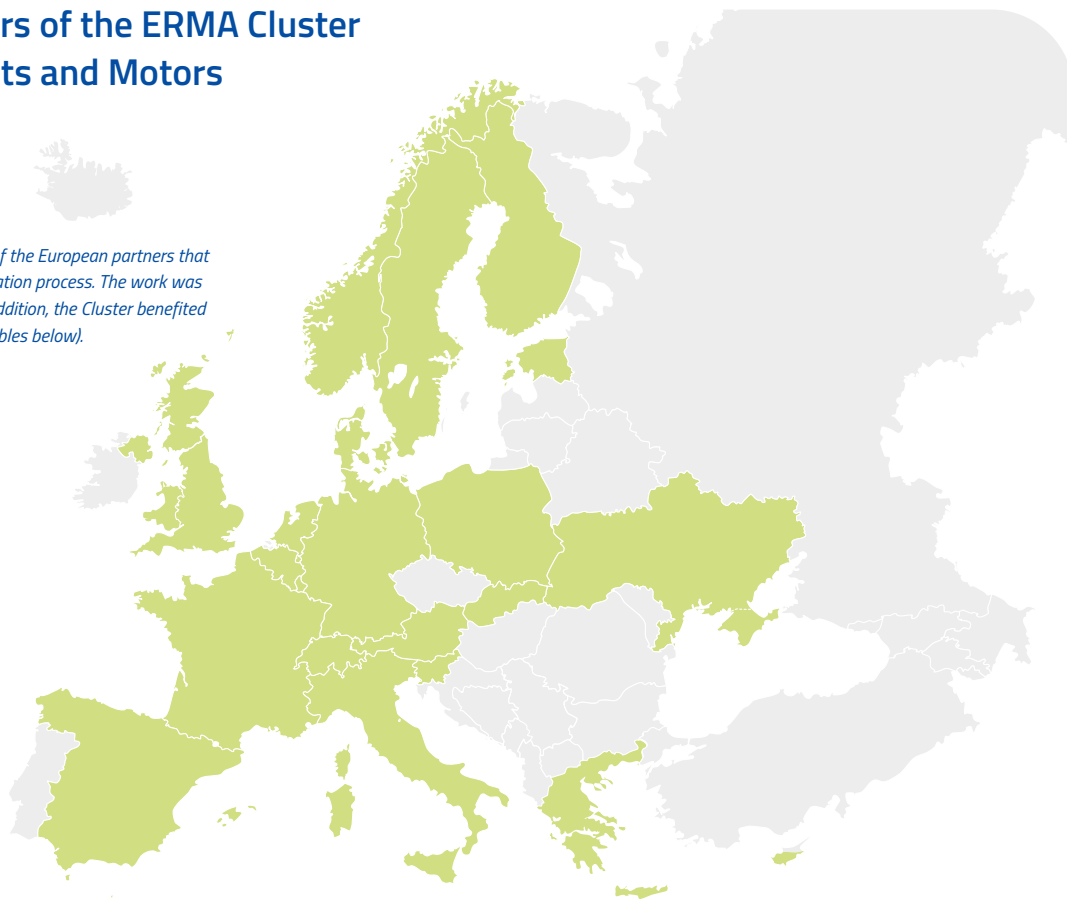 rs of the ERMA Cluster
ts and Motors
f the European partners that
ation process. The work was
ddition, the Cluster benefited
bles below).